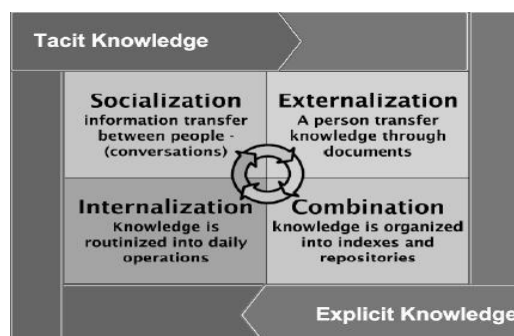 Tacit Knowledge
Socialization
information transfer
between people -
(conversations)
Externalization
A person transfer
knowledge through
documents
Internalization
Knowledge is
routinized into daily
operations
Combination
knowledge is organized
into indexes and
repositories
Explicit Knowledge